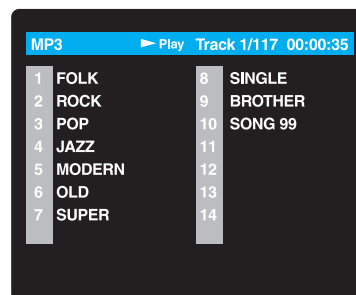 MP3 ► Play Track 1/117 00:00:35
1 FOLK
2 ROCK
3 POP
4 JAZZ
5 MODERN
6 OLD
7 SUPER
8 SINGLE
9 BROTHER
10 SONG 99
11
12
13
14